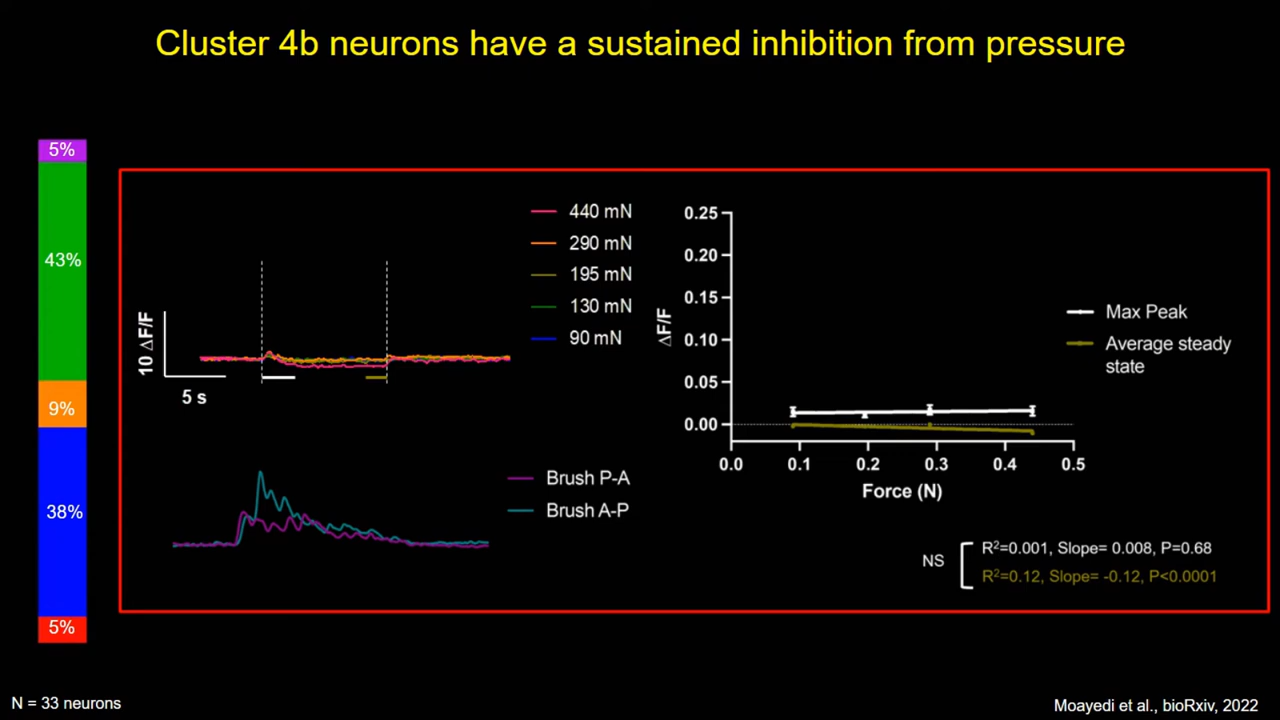 Cluster 4b neurons have a sustained inhibition from pressure
5%
43%
9%
38%
5%
10 ΔF/F
5 s
440 mN
290 mN
195 mN
130 mN
90 mN
Brush P-A
Brush A-P
ΔF/F
0.25
0.20
0.15
0.10
0.05
0.00
0.0 0.1 0.2 0.3 0.4 0.5
Force (N)
Max Peak
Average steady
state
NS
R²=0.001, Slope= 0.008, P=0.68
R²=0.12, Slope= -0.12, P<0.0001
N = 33 neurons
Moayedi et al., bioRxiv, 2022